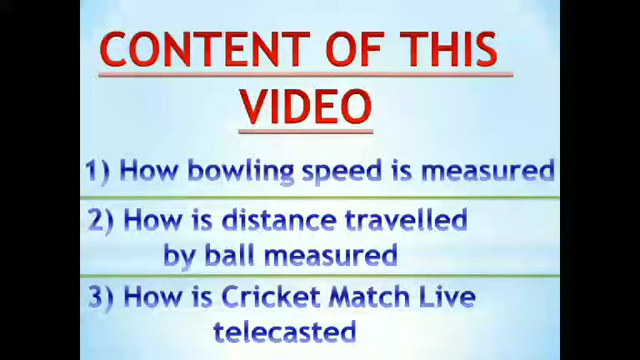 CONTENT OF THIS
VIDEO
1) How bowling speed is measured
2) How is distance travelled
by ball measured
3) How is Cricket Match Live
telecasted